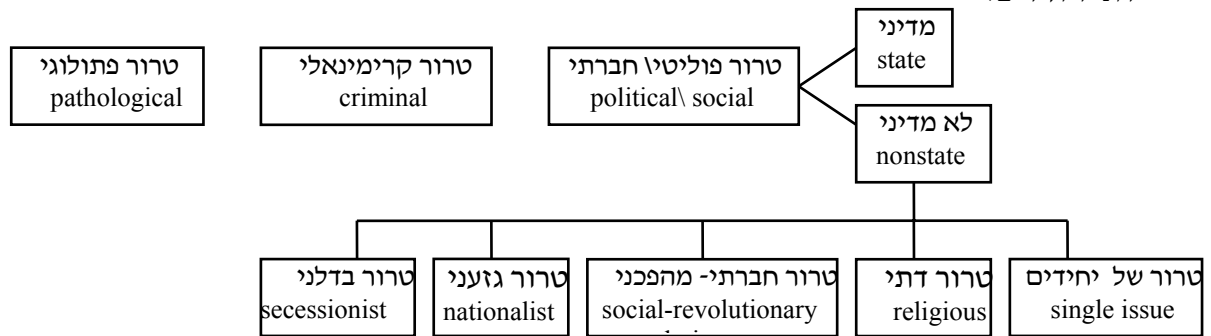 מדיני
state
טרור פוליטי\ חברתי
political\ social
טרור קרימינאלי
criminal
טרור פתולוגי
pathological
לא מדיני
nonstate
טרור של יחידים
single issue
טרור דתי
religious
טרור חברתי- מהפכני
social-revolutionary
טרור גזעני
nationalist
טרור בדלני
secessionist